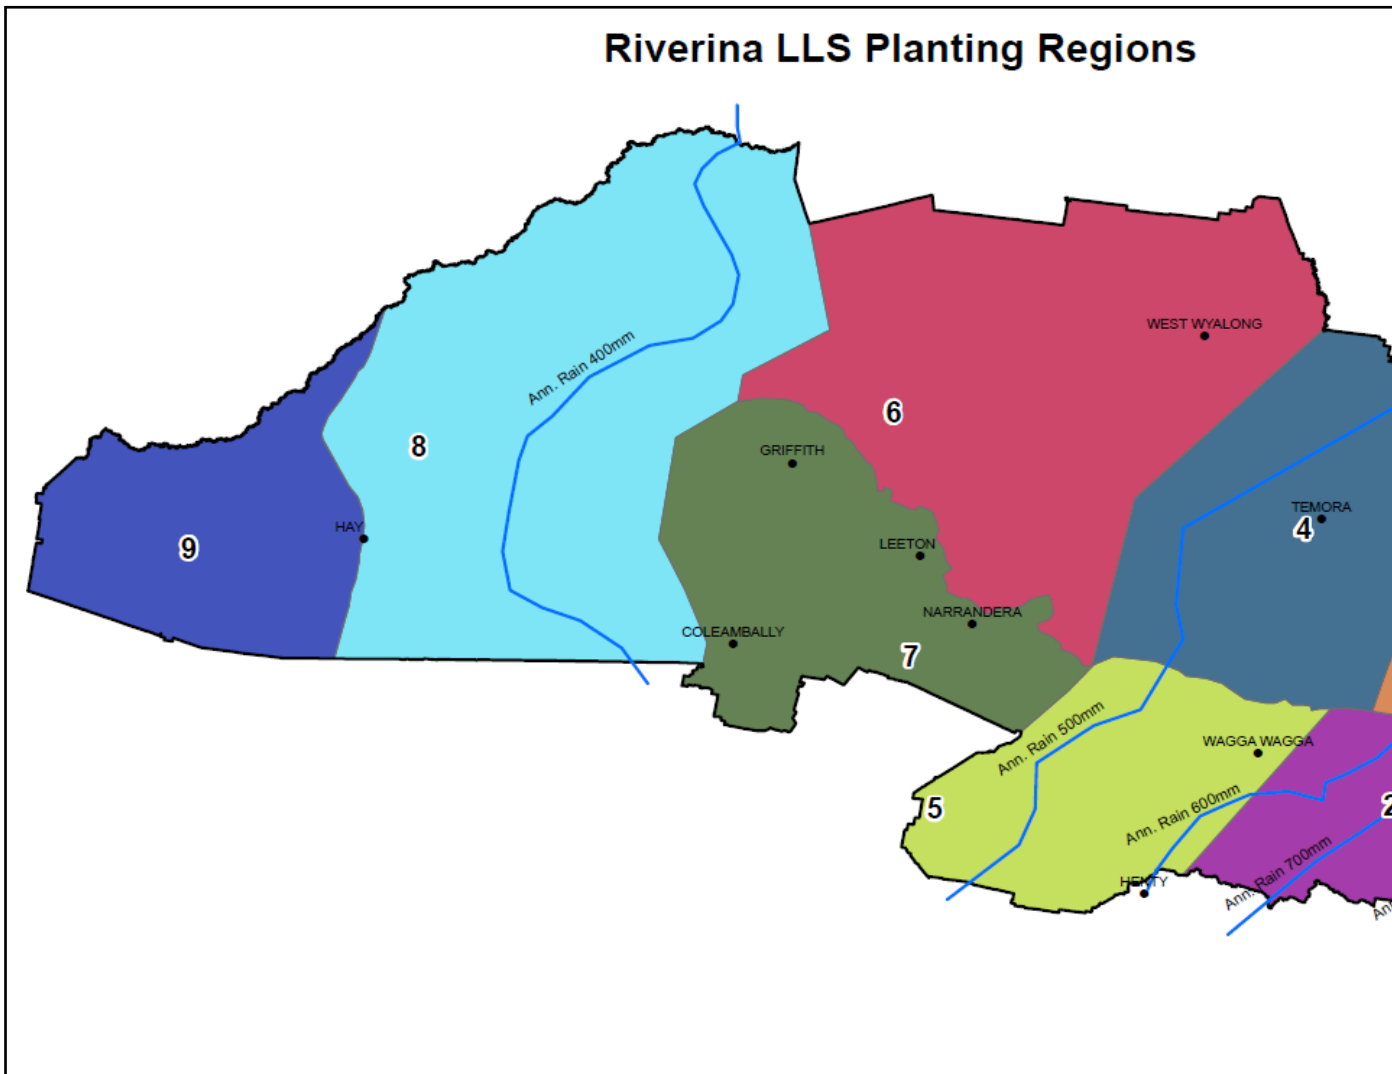 Riverina LLS Planting Regions
WEST WYALONG
Ann. Rain 400mm
6
8
GRIFFITH
TEMORA
4
HAY
9
LEETON
NARRANDERA
COLEAMBALLY
7
Ann. Rain 500mm
WAGGA WAGGA
5
Ann. Rain 600mm
2
Ann. Rain 700mm
HENTY